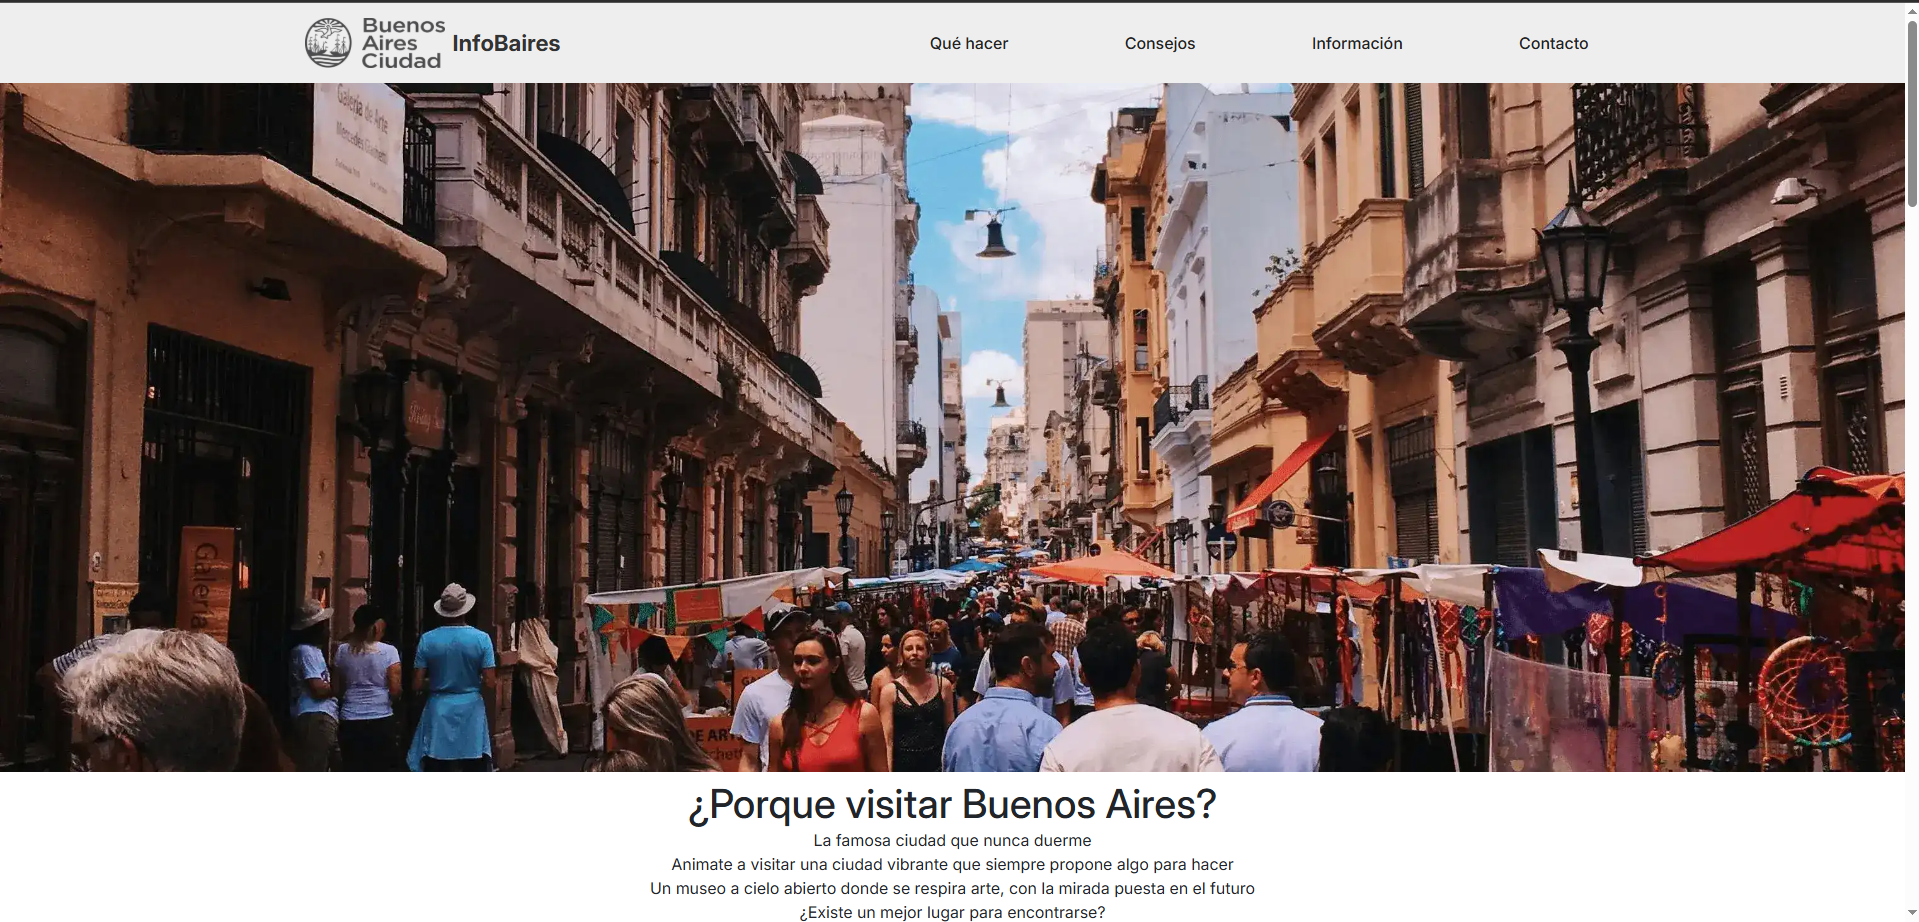 Buenos
Aires
Ciudad
InfoBaires
Qué hacer
Consejos
Información
Contacto
Galería de Arte
Galería
DE ART
¿Porque visitar Buenos Aires?
La famosa ciudad que nunca duerme
Animate a visitar una ciudad vibrante que siempre propone algo para hacer
Un museo a cielo abierto donde se respira arte, con la mirada puesta en el futuro
¿Existe un mejor lugar para encontrarse?